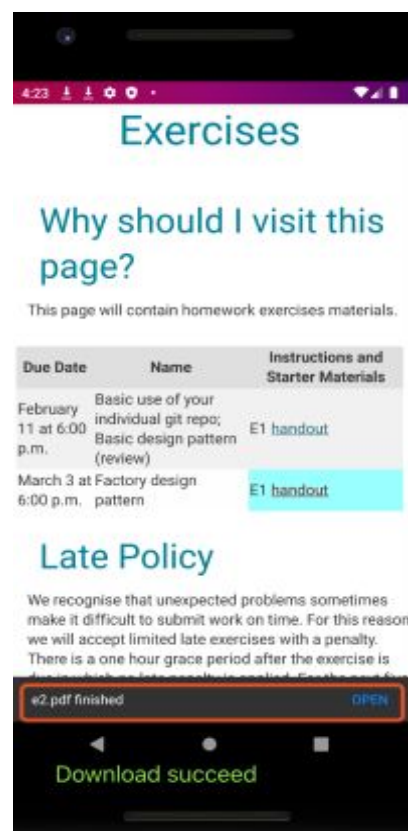 4:23
Exercises
Why should I visit this
page?
This page will contain homework exercises materials.
Due Date Name Instructions and
Starter Materials
February
11 at 6:00
p.m.
Basic use of your
individual git repo;
Basic design pattern
(review)
E1 handout
March 3 at
6:00 p.m.
Factory design
pattern
E1 handout
Late Policy
We recognise that unexpected problems sometimes
make it difficult to submit work on time. For this reason
we will accept limited late exercises with a penalty.
There is a one hour grace period after the exercise is
e2.pdf finished OPEN
Download succeed